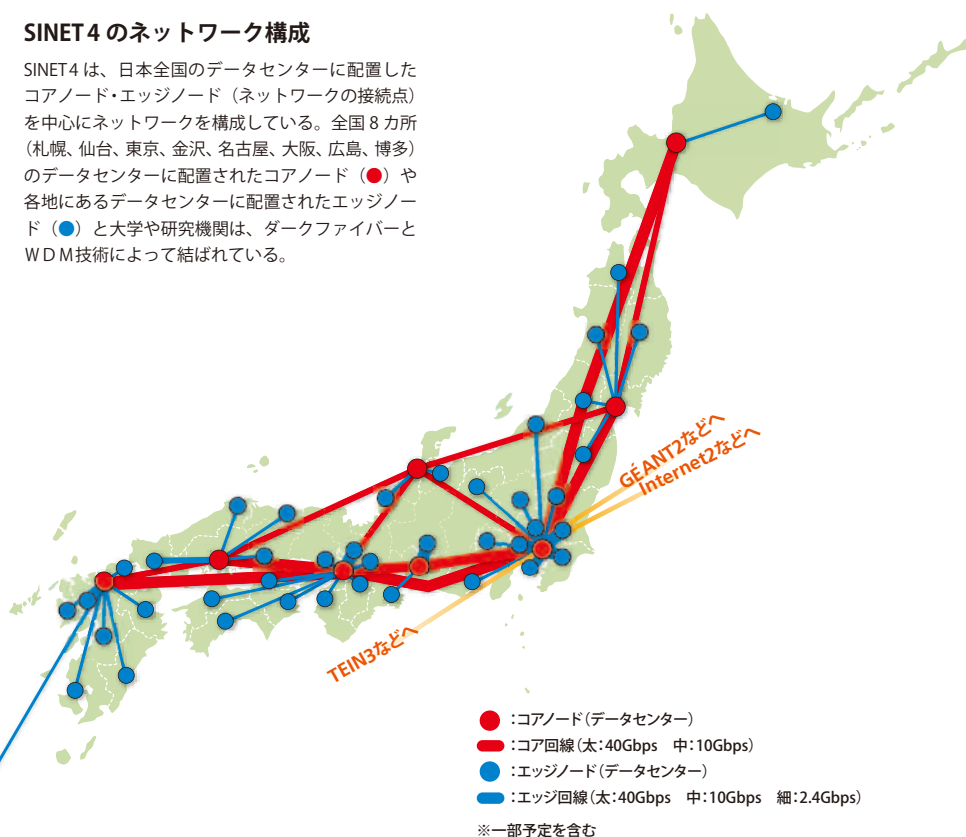 SINET4 のネットワーク構成
SINET4 は、日本全国のデータセンターに配置した
コアノード・エッジノード（ネットワークの接続点）
を中心にネットワークを構成している。全国 8 カ所
（札幌、仙台、東京、金沢、名古屋、大阪、広島、博多）
のデータセンターに配置されたコアノード（●）や
各地にあるデータセンターに配置されたエッジノー
ド（●）と大学や研究機関は、ダークファイバーと
ＷＤＭ技術によって結ばれている。
GÉANT2などへ
Internet2などへ
TEIN3などへ
：コアノード（データセンター）
：コア回線（太：40Gbps　中：10Gbps）
：エッジノード（データセンター）
：エッジ回線（太：40Gbps　中：10Gbps　細：2.4Gbps）
※一部予定を含む